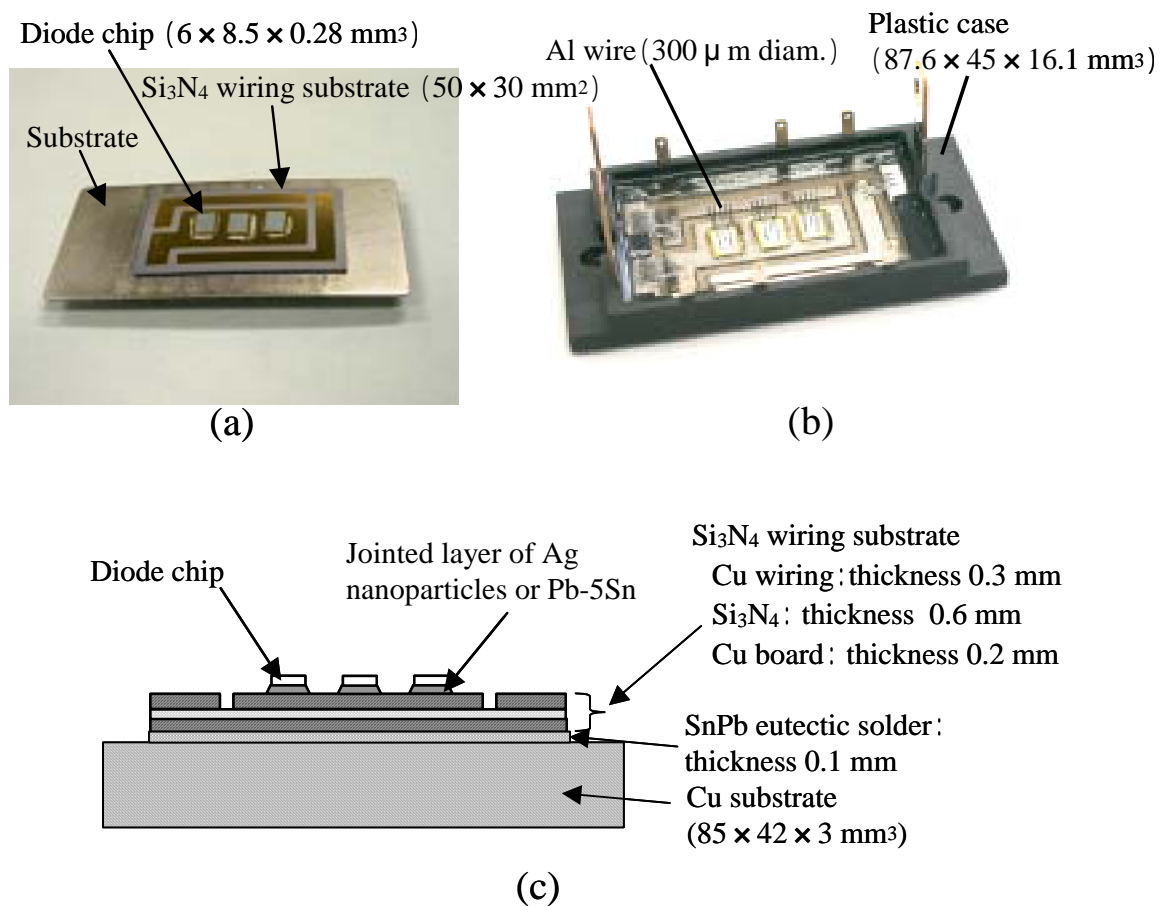 Diode chip (6 × 8.5 × 0.28 mm³)
Si₃N₄ wiring substrate (50 × 30 mm²)
Substrate
(a)
Plastic case
(87.6 × 45 × 16.1 mm³)
Al wire (300 μm diam.)
(b)
Diode chip
Jointed layer of Ag
nanoparticles or Pb-5Sn
Si₃N₄ wiring substrate
Cu wiring: thickness 0.3 mm
Si₃N₄: thickness 0.6 mm
Cu board: thickness 0.2 mm
SnPb eutectic solder:
thickness 0.1 mm
Cu substrate
(85 × 42 × 3 mm³)
(c)